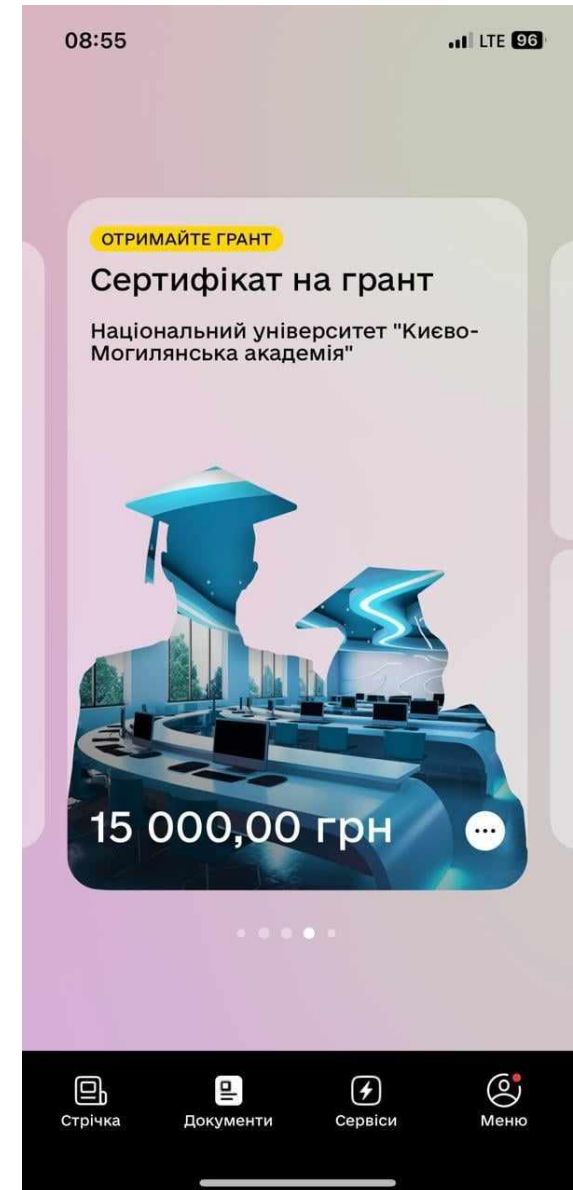 08:55
LTE 96
ОТРИМАЙТЕ ГРАНТ
Сертифікат на грант
Національний університет "Києво-
Могилянська академія"
15 000,00 грн
Стрічка Документи Сервіси Меню